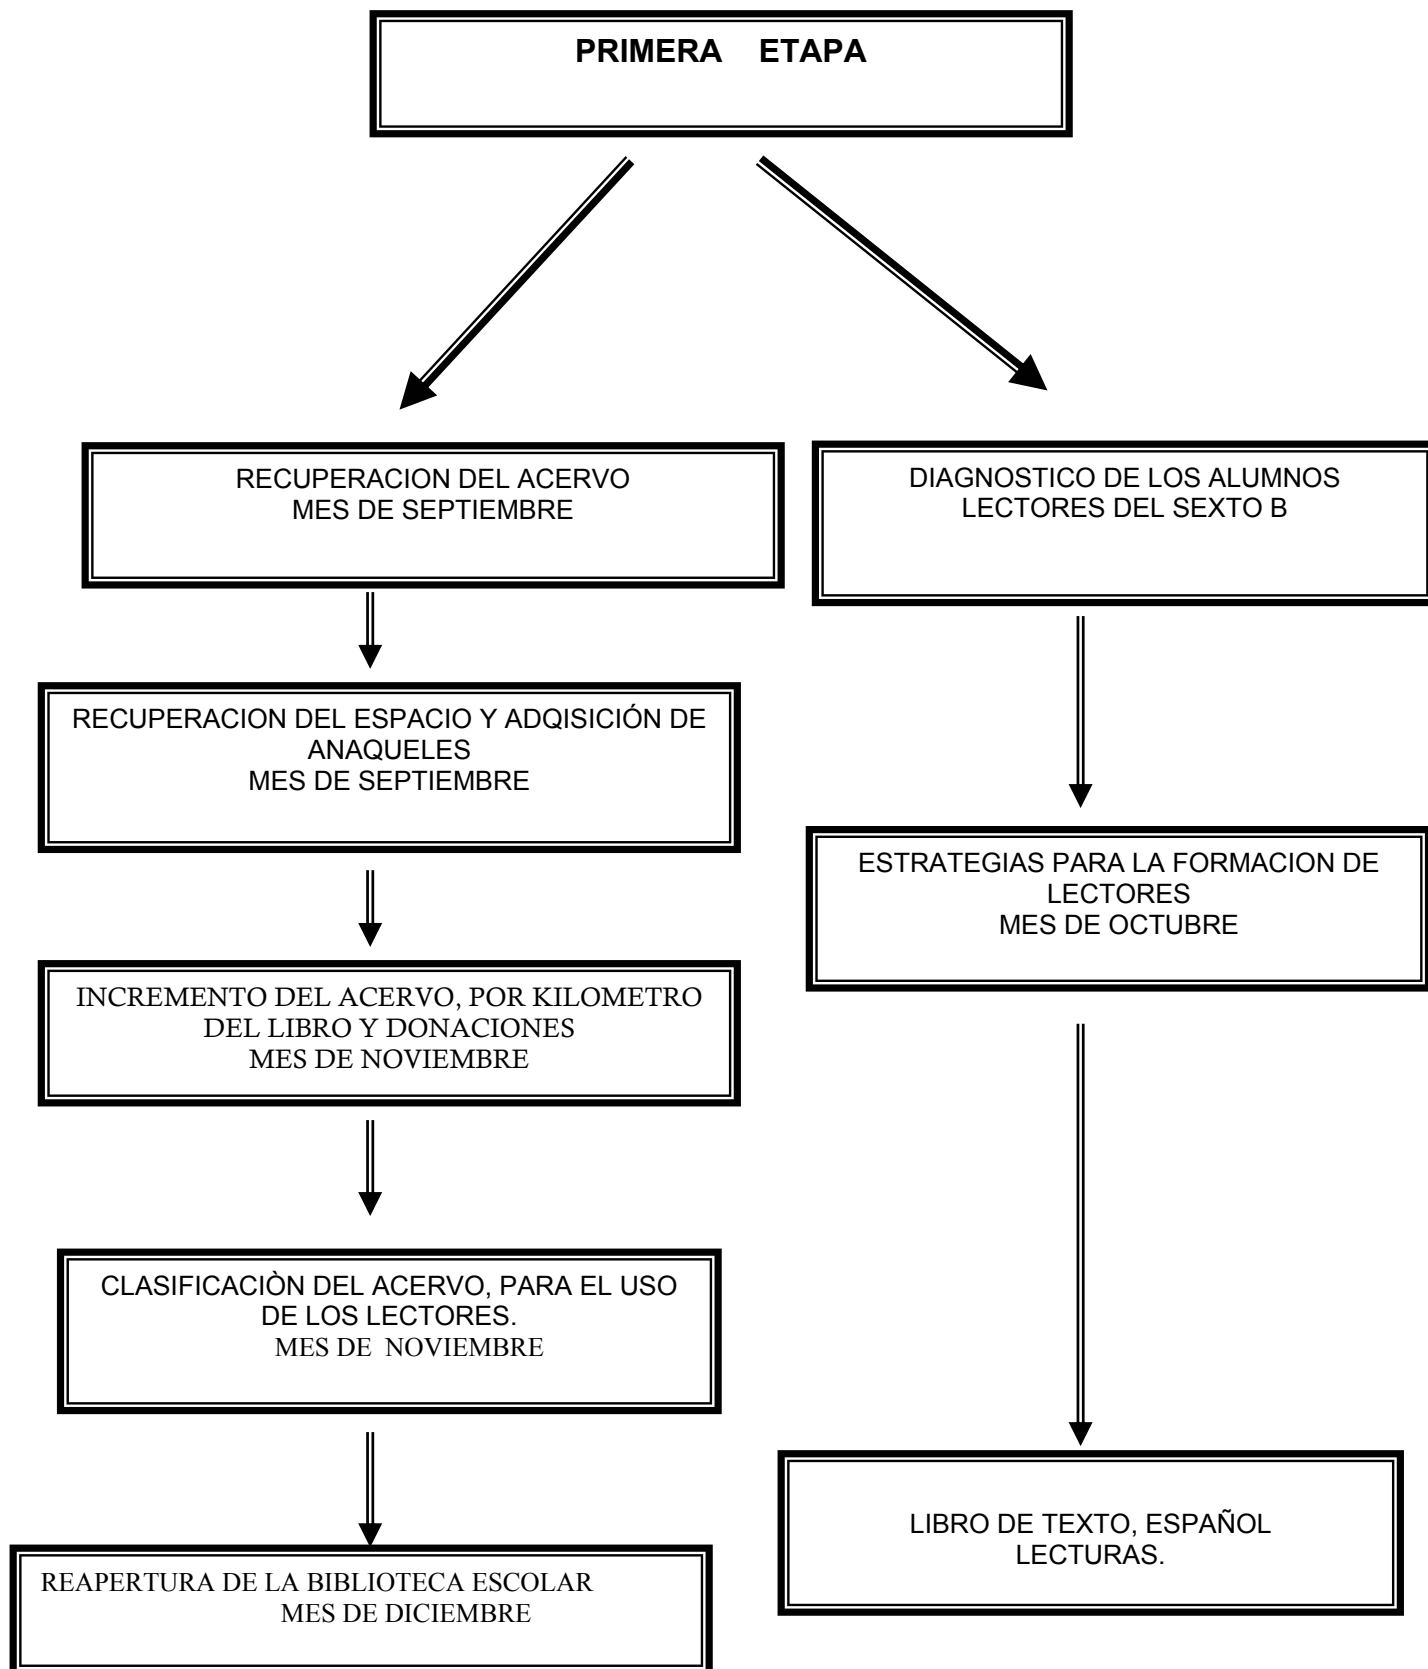 PRIMERA ETAPA
RECUPERACION DEL ACERVO
MES DE SEPTIEMBRE
DIAGNOSTICO DE LOS ALUMNOS
LECTORES DEL SEXTO B
RECUPERACION DEL ESPACIO Y ADQISICIÓN DE
ANAQUELES
MES DE SEPTIEMBRE
ESTRATEGIAS PARA LA FORMACION DE
LECTORES
MES DE OCTUBRE
INCREMENTO DEL ACERVO, POR KILOMETRO
DEL LIBRO Y DONACIONES
MES DE NOVIEMBRE
CLASIFICACIÒN DEL ACERVO, PARA EL USO
DE LOS LECTORES.
MES DE NOVIEMBRE
LIBRO DE TEXTO, ESPAÑOL
LECTURAS.
REAPERTURA DE LA BIBLIOTECA ESCOLAR
MES DE DICIEMBRE